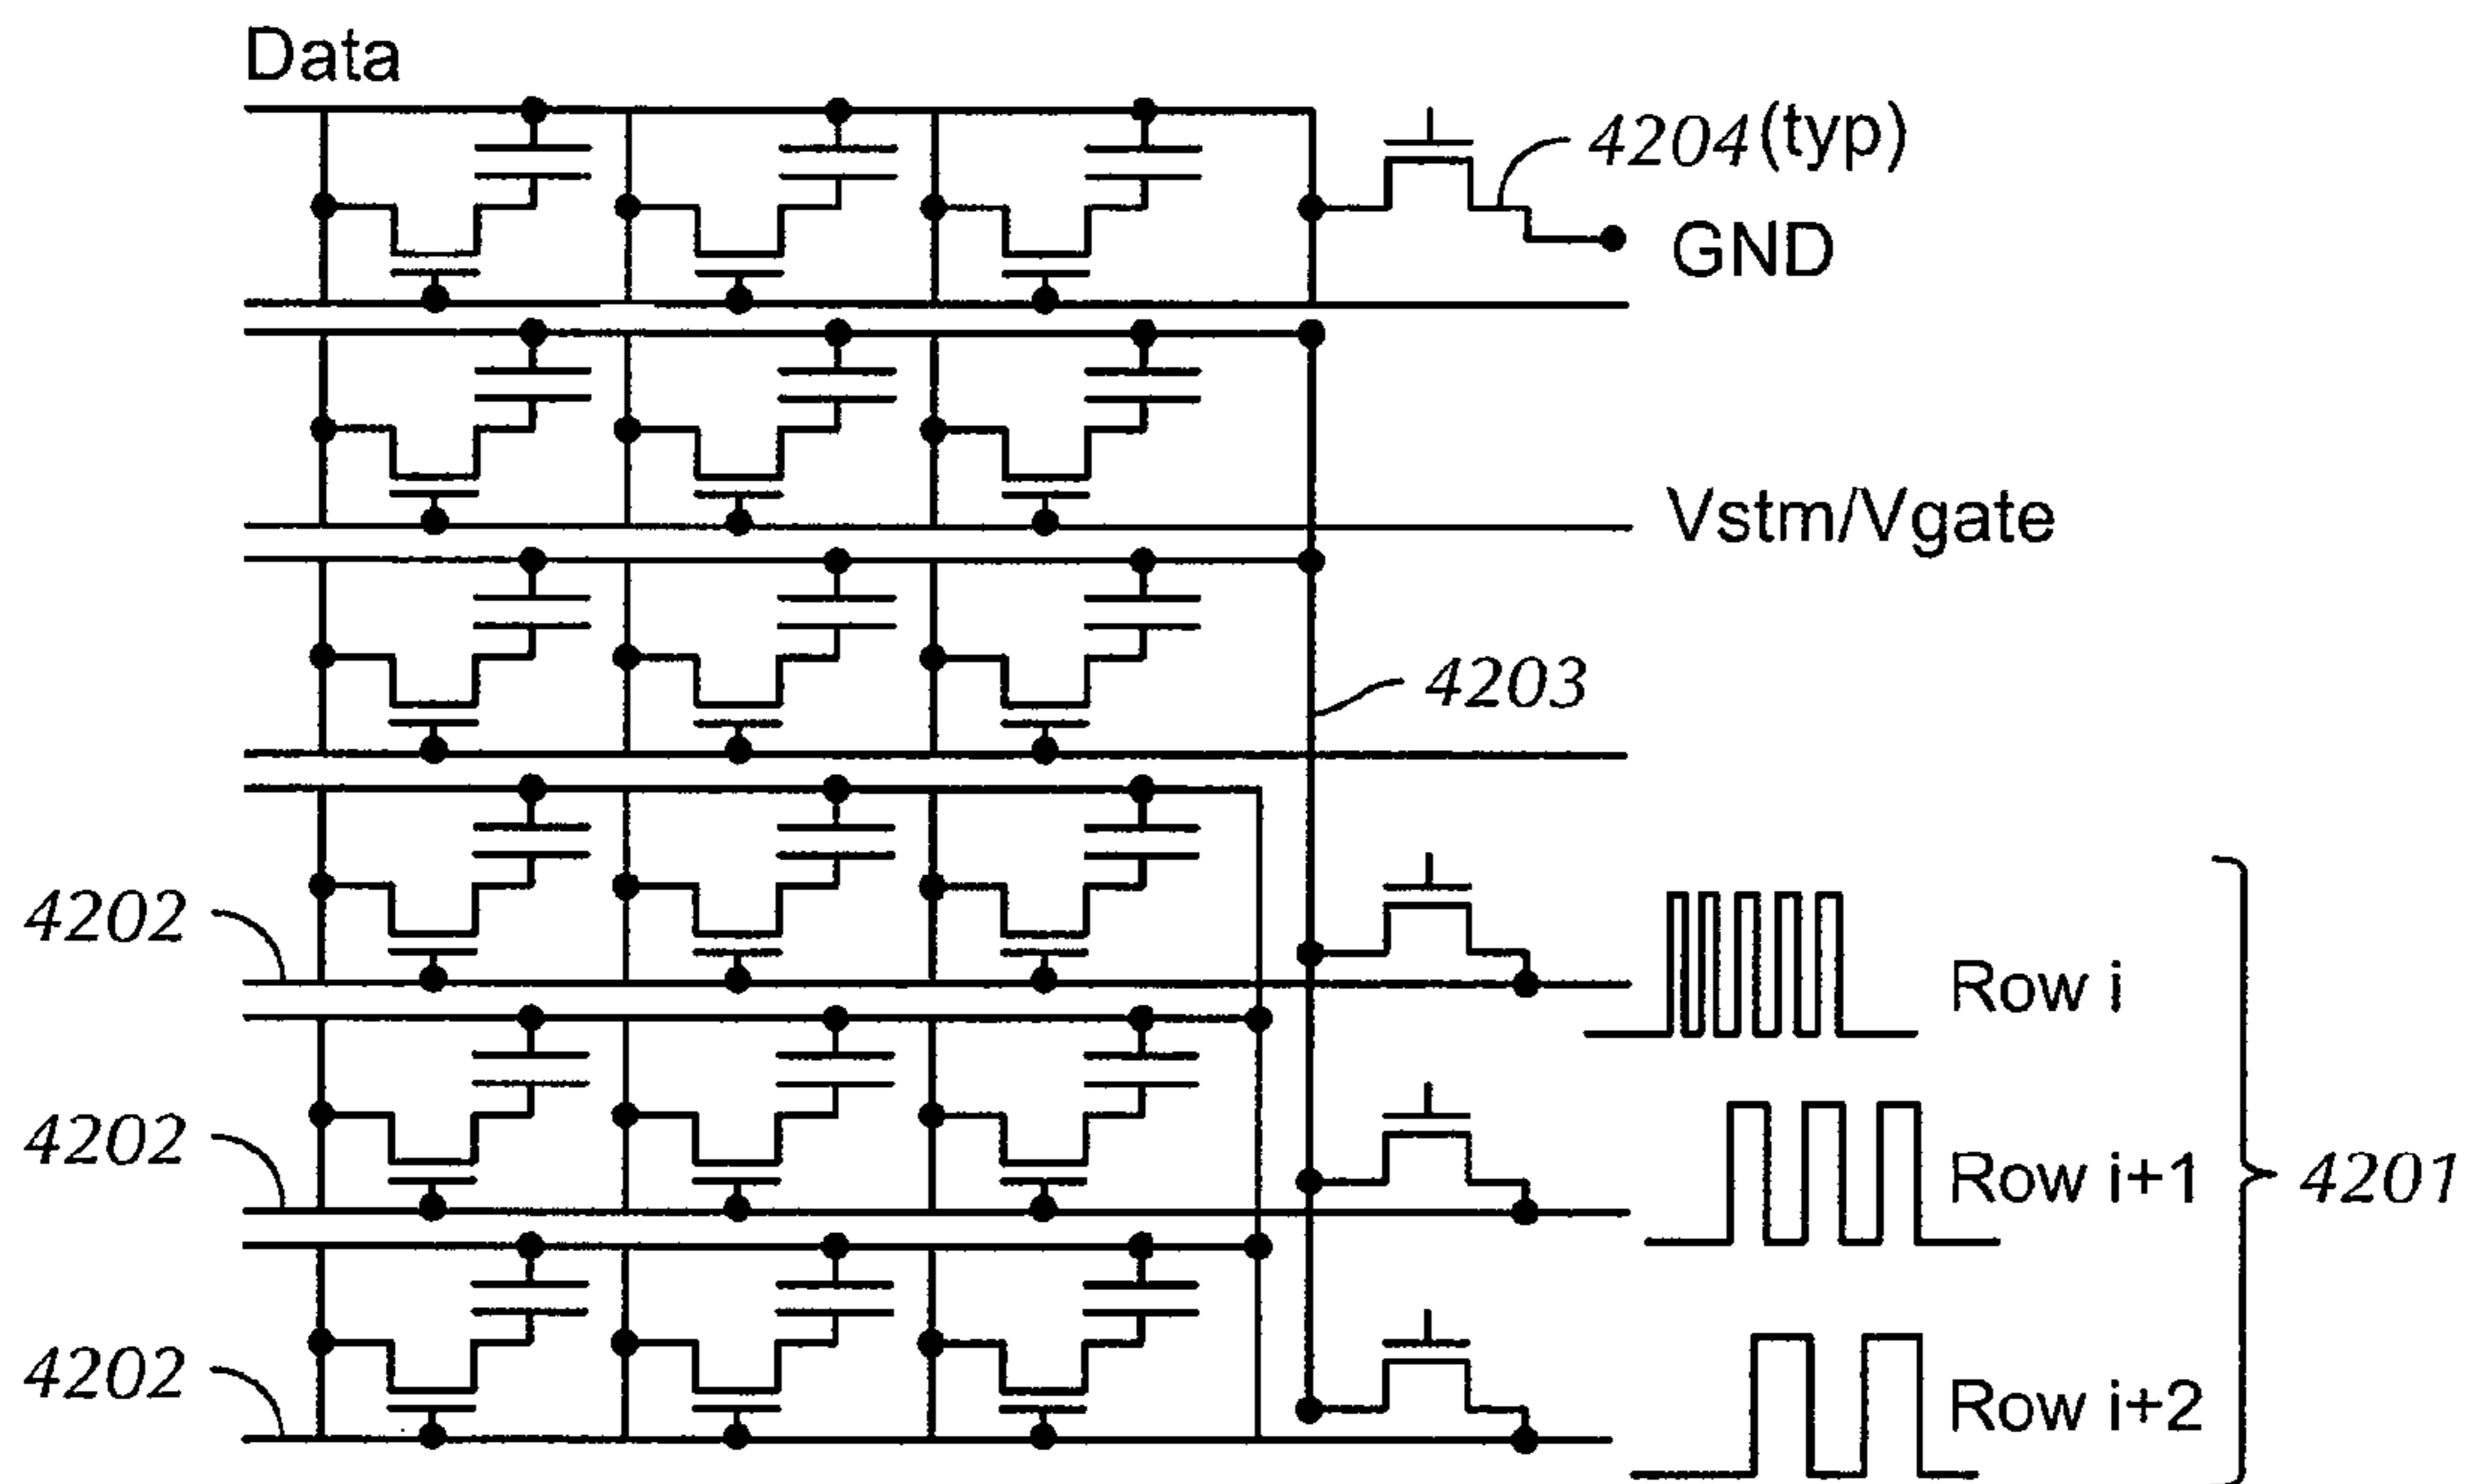 Data
4204 (typ)
GND
Vstm/Vgate
4203
4202
Row i
4202
Row i+1
4201
4202
Row i+2